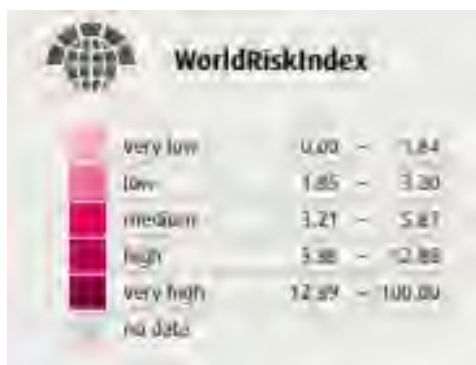 WorldRiskIndex
very low 0.00 – 1.84
low 1.85 – 3.20
medium 3.21 – 5.87
high 5.88 – 12.88
very high 12.89 – 100.00
no data